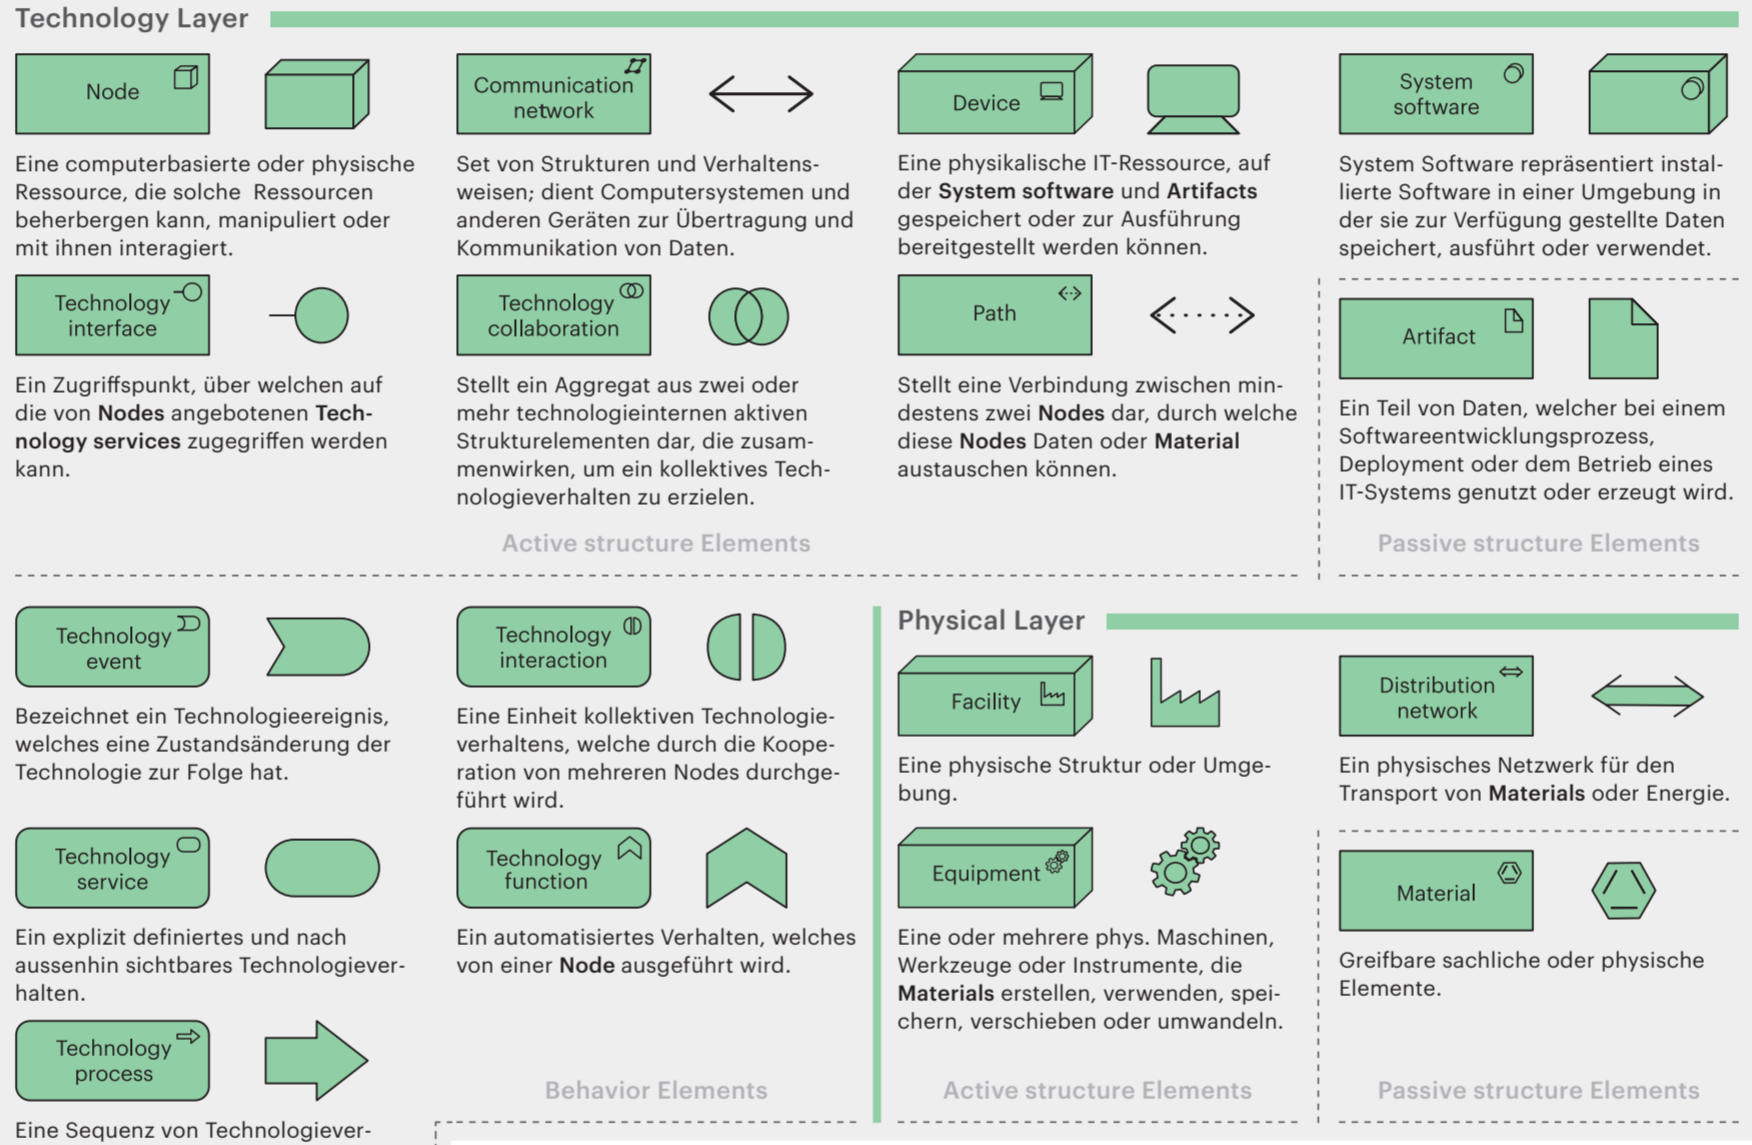 Technology Layer
Node
Eine computerbasierte oder physische
Ressource, die solche Ressourcen
beherbergen kann, manipuliert oder
mit ihnen interagiert.
Communication
network
Set von Strukturen und Verhaltens-
weisen; dient Computersystemen und
anderen Geräten zur Übertragung und
Kommunikation von Daten.
Device
Eine physikalische IT-Ressource, auf
der System software und Artifacts
gespeichert oder zur Ausführung
bereitgestellt werden können.
System
software
System Software repräsentiert instal-
lierte Software in einer Umgebung in
der sie zur Verfügung gestellte Daten
speichert, ausführt oder verwendet.
Technology
interface
Ein Zugriffspunkt, über welchen auf
die von Nodes angebotenen Tech-
nology services zugegriffen werden
kann.
Technology
collaboration
Stellt ein Aggregat aus zwei oder
mehr technologieinternen aktiven
Strukturelementen dar, die zusam-
menwirken, um ein kollektives Tech-
nologieverhalten zu erzielen.
Path
Stellt eine Verbindung zwischen min-
destens zwei Nodes dar, durch welche
diese Nodes Daten oder Material
austauschen können.
Artifact
Ein Teil von Daten, welcher bei einem
Softwareentwicklungsprozess,
Deployment oder dem Betrieb eines
IT-Systems genutzt oder erzeugt wird.
Active structure Elements
Passive structure Elements
Technology
event
Bezeichnet ein Technologieereignis,
welches eine Zustandsänderung der
Technologie zur Folge hat.
Technology
interaction
Eine Einheit kollektiven Technologie-
verhaltens, welche durch die Koope-
ration von mehreren Nodes durchge-
führt wird.
Technology
service
Ein explizit definiertes und nach
aussenhin sichtbares Technologiever-
halten.
Technology
function
Ein automatisiertes Verhalten, welches
von einer Node ausgeführt wird.
Technology
process
Eine Sequenz von Technologiever-
Behavior Elements
Physical Layer
Facility
Eine physische Struktur oder Umge-
bung.
Distribution
network
Ein physisches Netzwerk für den
Transport von Materials oder Energie.
Equipment
Eine oder mehrere phys. Maschinen,
Werkzeuge oder Instrumente, die
Materials erstellen, verwenden, spei-
chern, verschieben oder umwandeln.
Material
Greifbare sachliche oder physische
Elemente.
Active structure Elements
Passive structure Elements